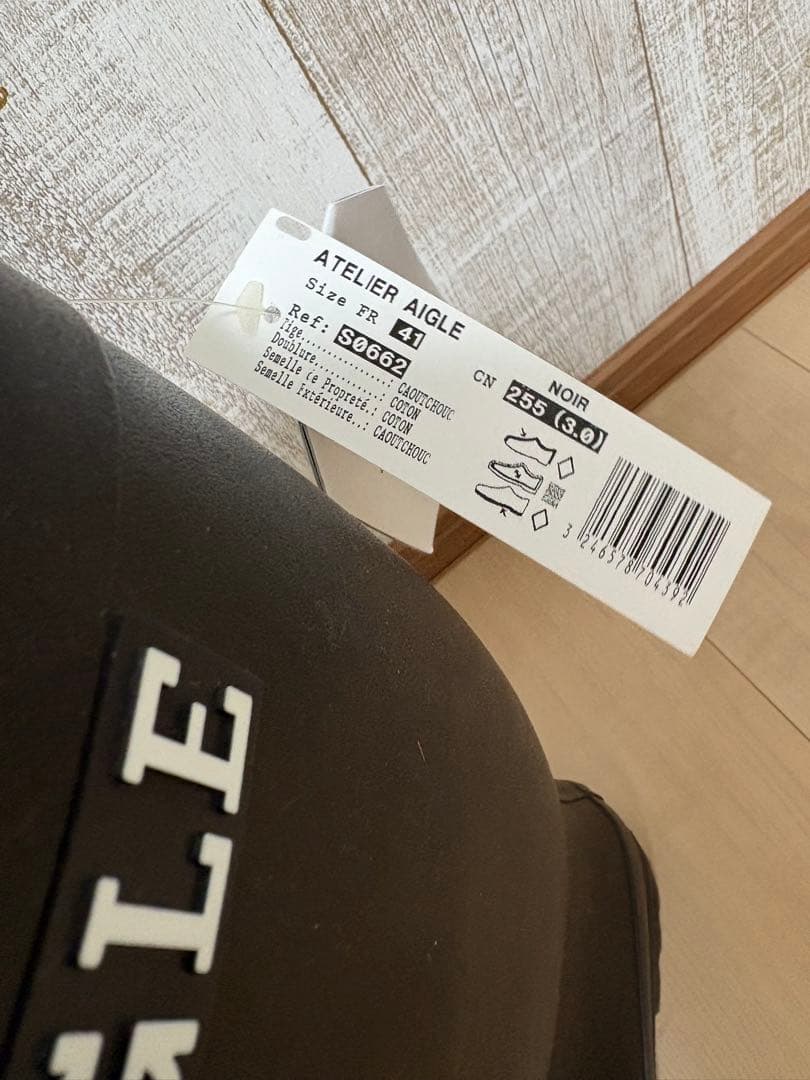 ATELIER AIGLE
Size FR 41
Ref: S0662
Tige................: CAOUTCHOUC
Doublure............: COTON
Semelle de Propreté.: COTON
Semelle Extérieure..: CAOUTCHOUC
NOIR
CN 255 (3.0)
3 246578 704392
GLE